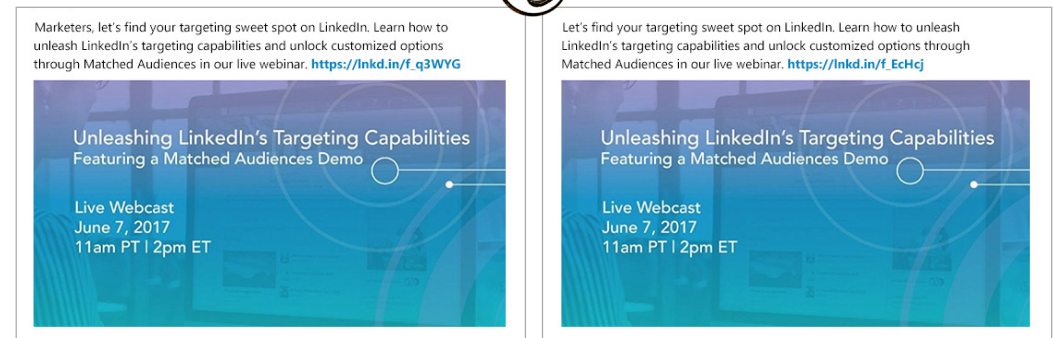 Marketers, let's find your targeting sweet spot on LinkedIn. Learn how to
unleash LinkedIn's targeting capabilities and unlock customized options
through Matched Audiences in our live webinar. https://lnkd.in/f_q3WYG
Unleashing LinkedIn's Targeting Capabilities
Featuring a Matched Audiences Demo
Live Webcast
June 7, 2017
11am PT | 2pm ET
Let's find your targeting sweet spot on LinkedIn. Learn how to unleash
LinkedIn's targeting capabilities and unlock customized options through
Matched Audiences in our live webinar. https://lnkd.in/f_EcHcj
Unleashing LinkedIn's Targeting Capabilities
Featuring a Matched Audiences Demo
Live Webcast
June 7, 2017
11am PT | 2pm ET